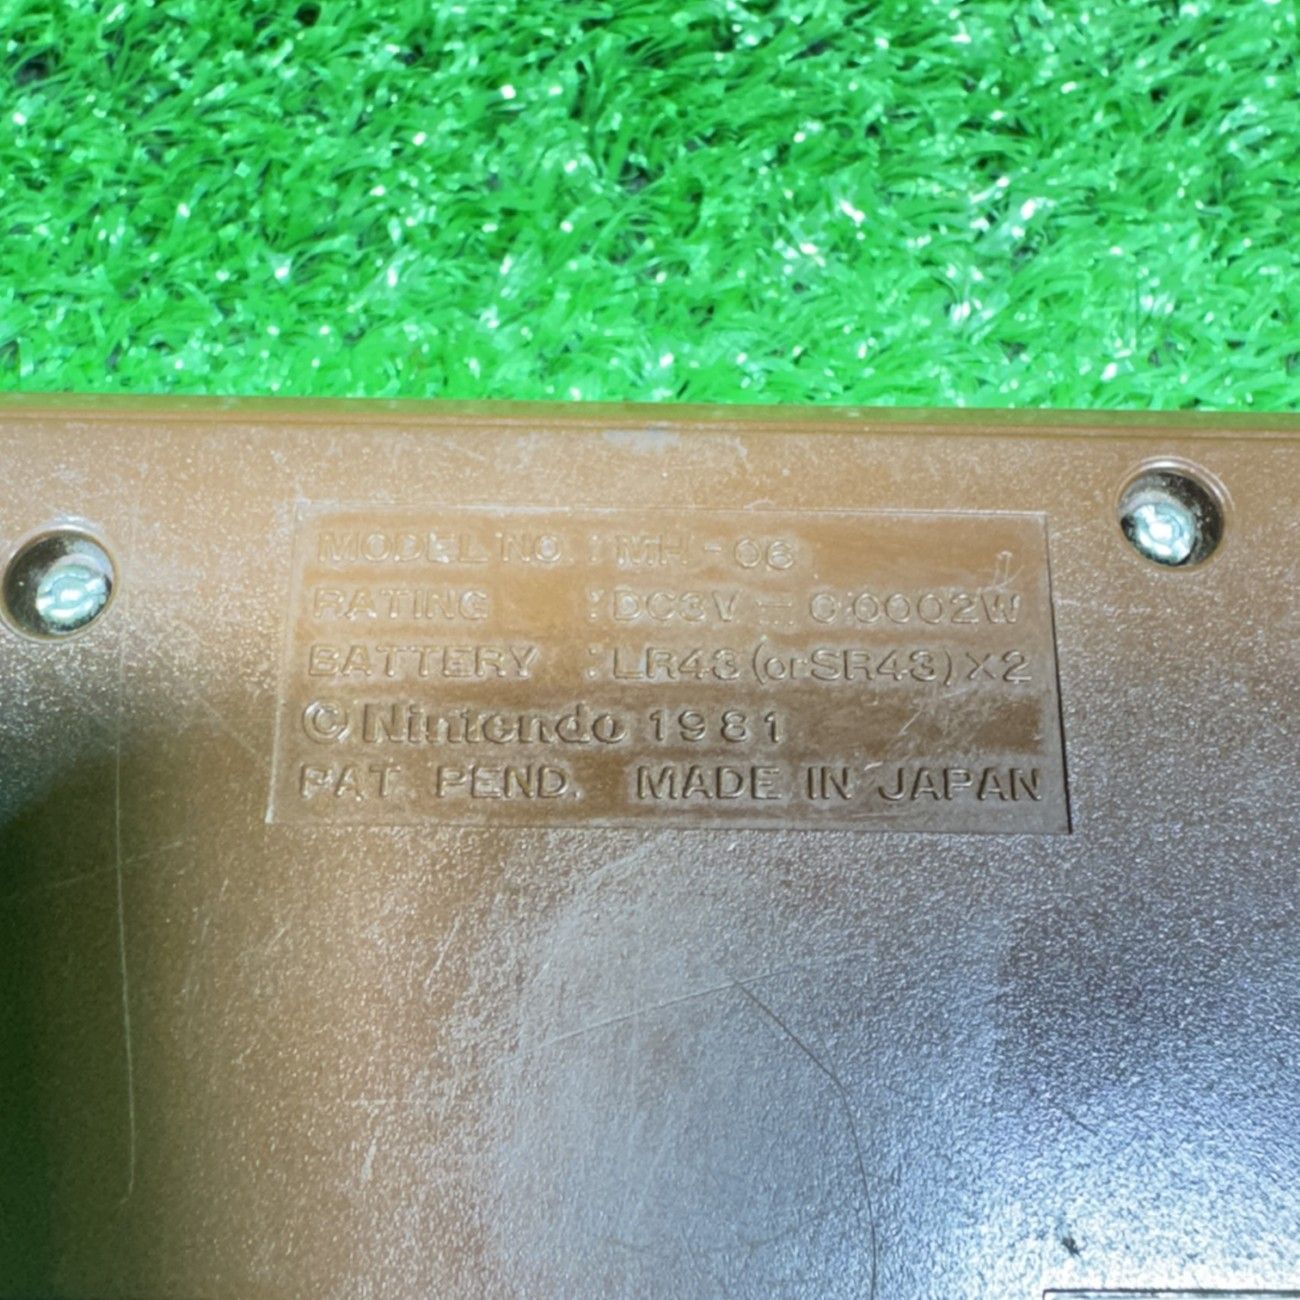 MODEL NO : MH-06
RATING : DC3V ⎓ 0.0002W
BATTERY : LR43 (or SR43) X2
© Nintendo 1981
PAT. PEND. MADE IN JAPAN